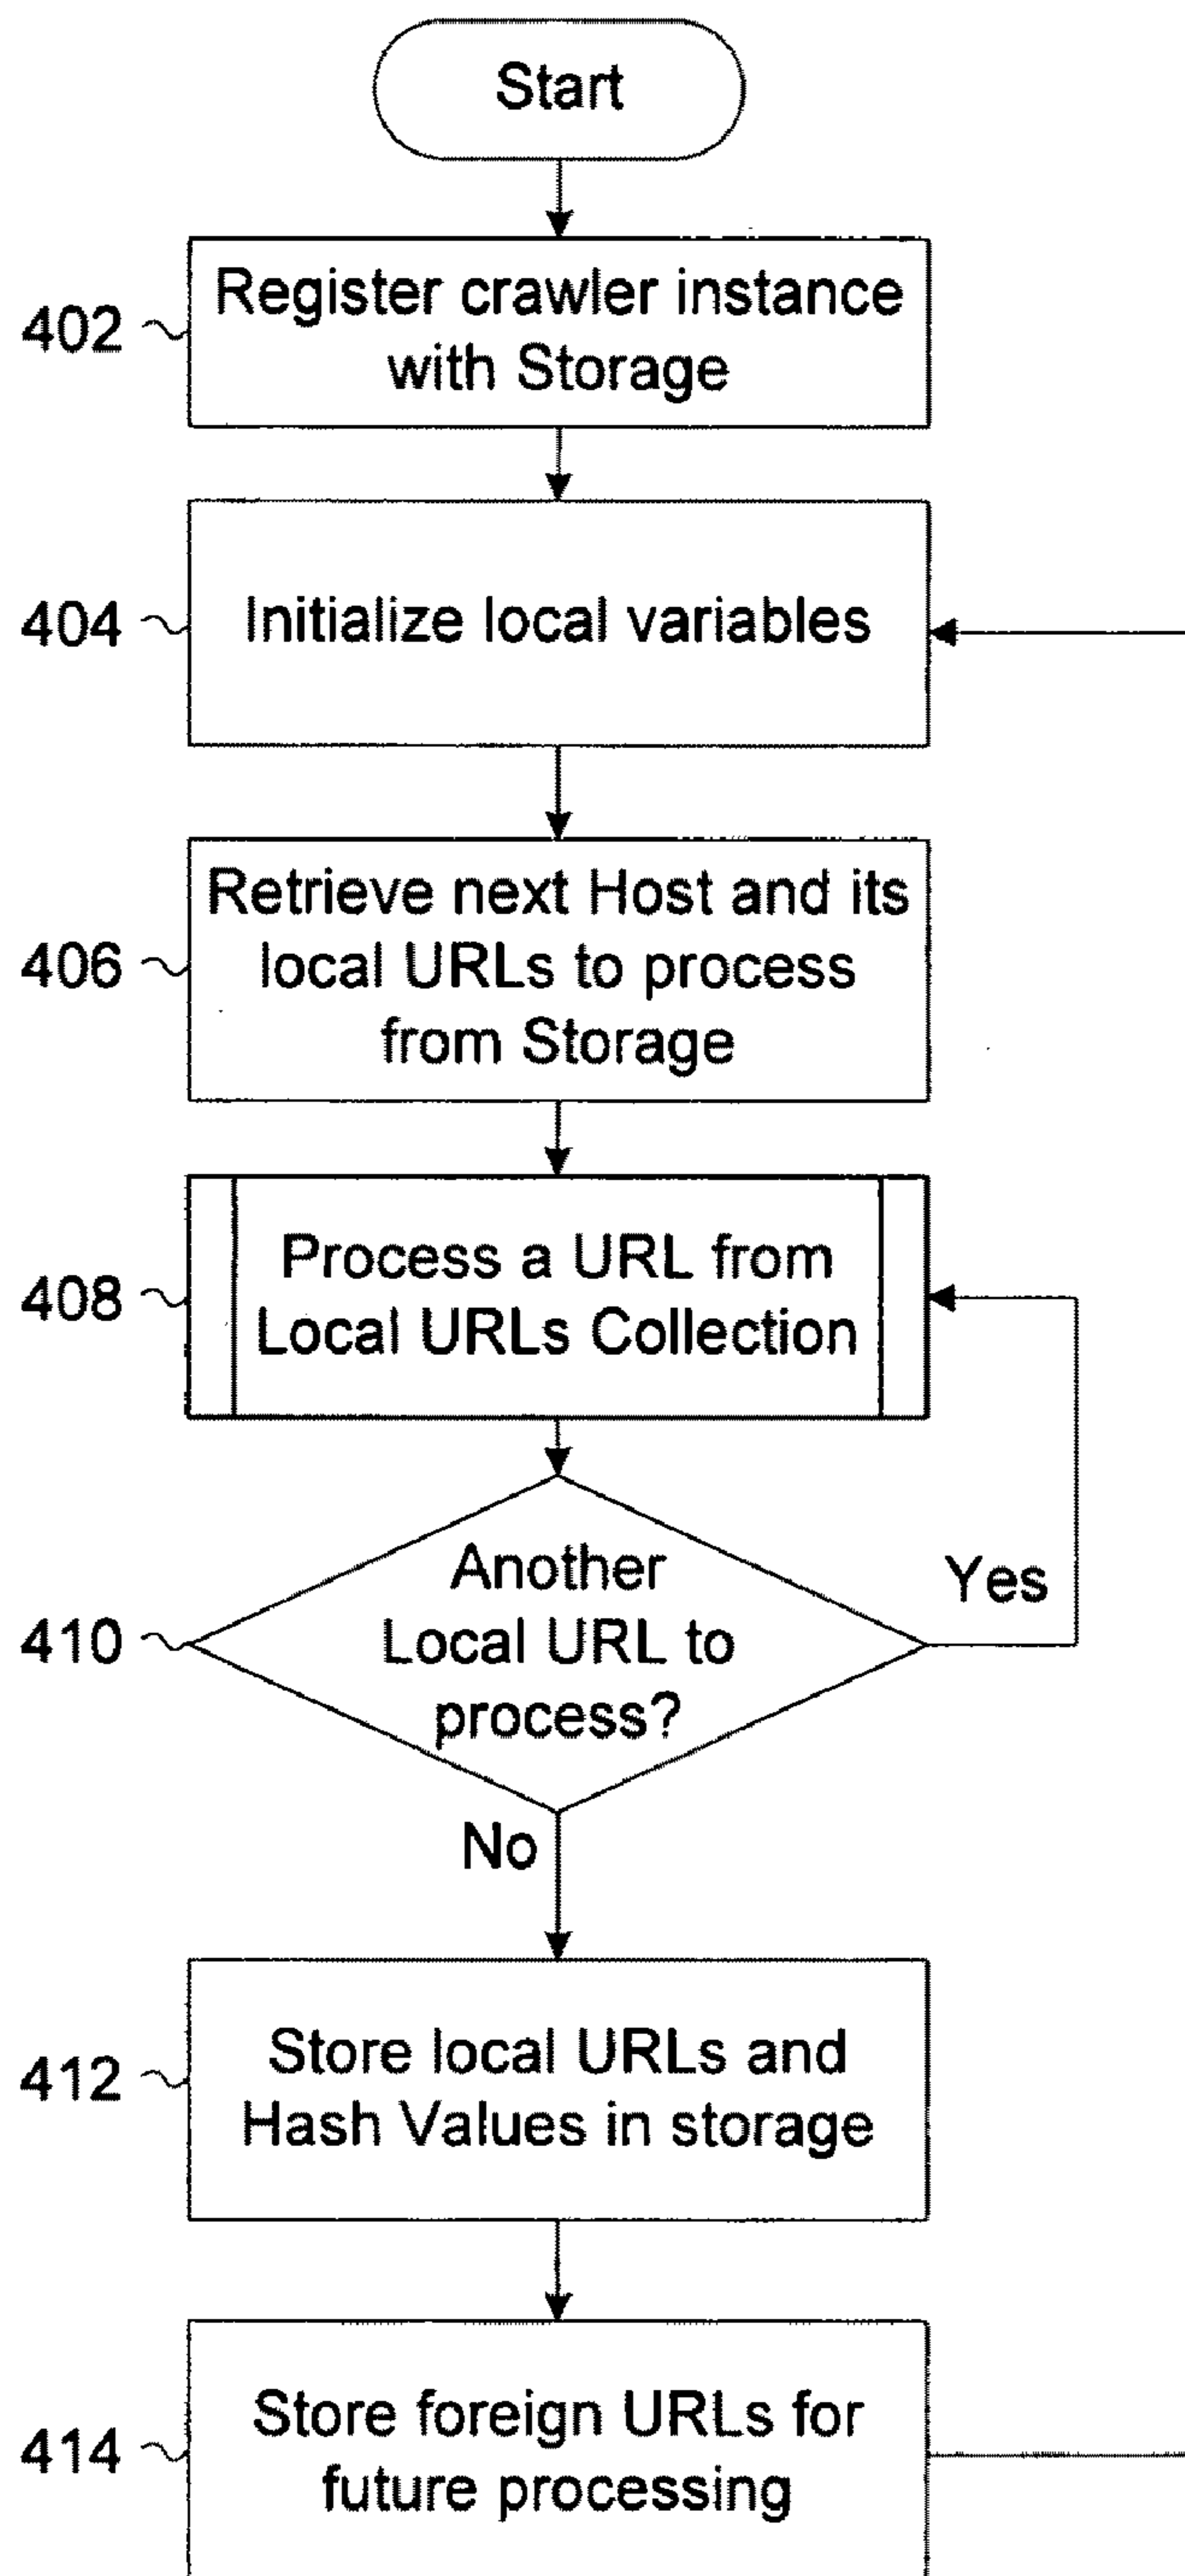 Start
402
Register crawler instance
with Storage
404
Initialize local variables
406
Retrieve next Host and its
local URLs to process
from Storage
408
Process a URL from
Local URLs Collection
410
Another
Local URL to
process?
Yes
No
412
Store local URLs and
Hash Values in storage
414
Store foreign URLs for
future processing